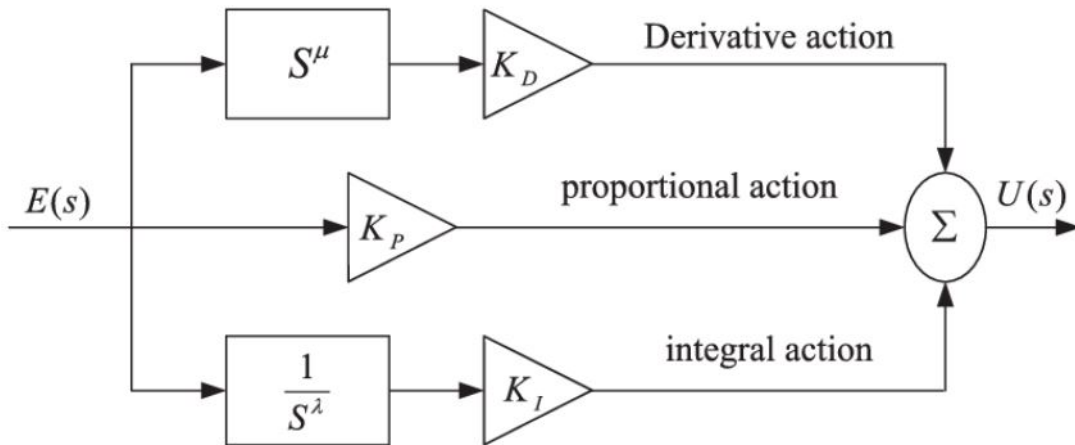 Derivative action
S^μ
K_D
proportional action
E(s)
U(s)
K_P
Σ
integral action
1/S^λ
K_I